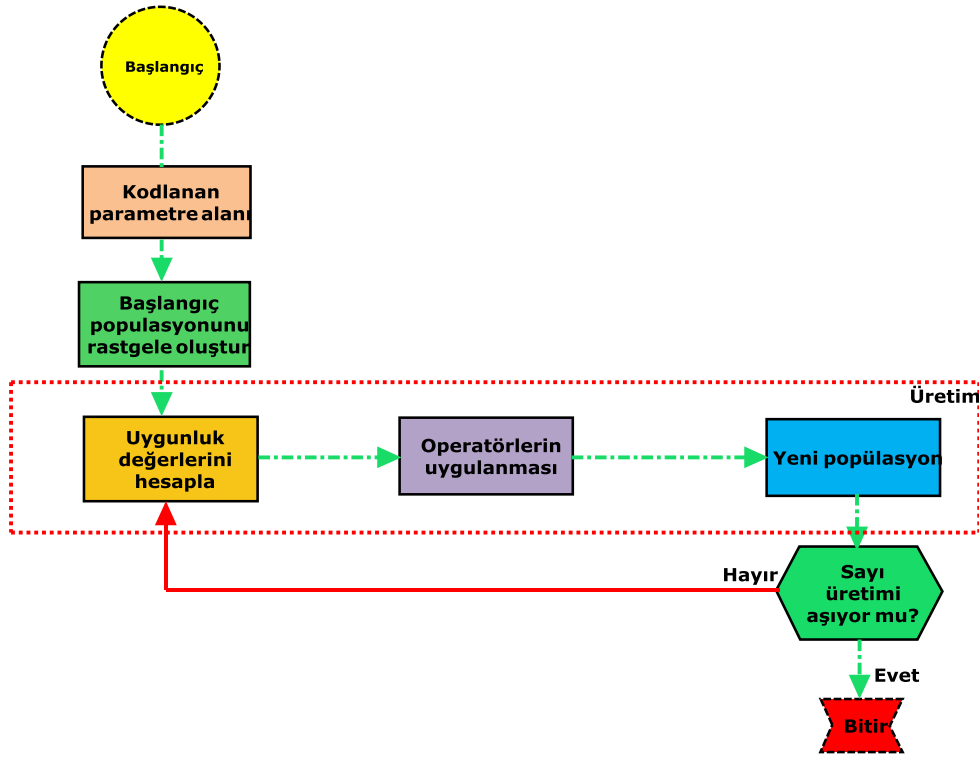 Başlangıç
Kodlanan
parametre alanı
Başlangıç
populasyonunu
rastgele oluştur
Üretim
Uygunluk
değerlerini
hesapla
Operatörlerin
uygulanması
Yeni popülasyon
Hayır
Sayı
üretimi
aşıyor mu?
Evet
Bitir